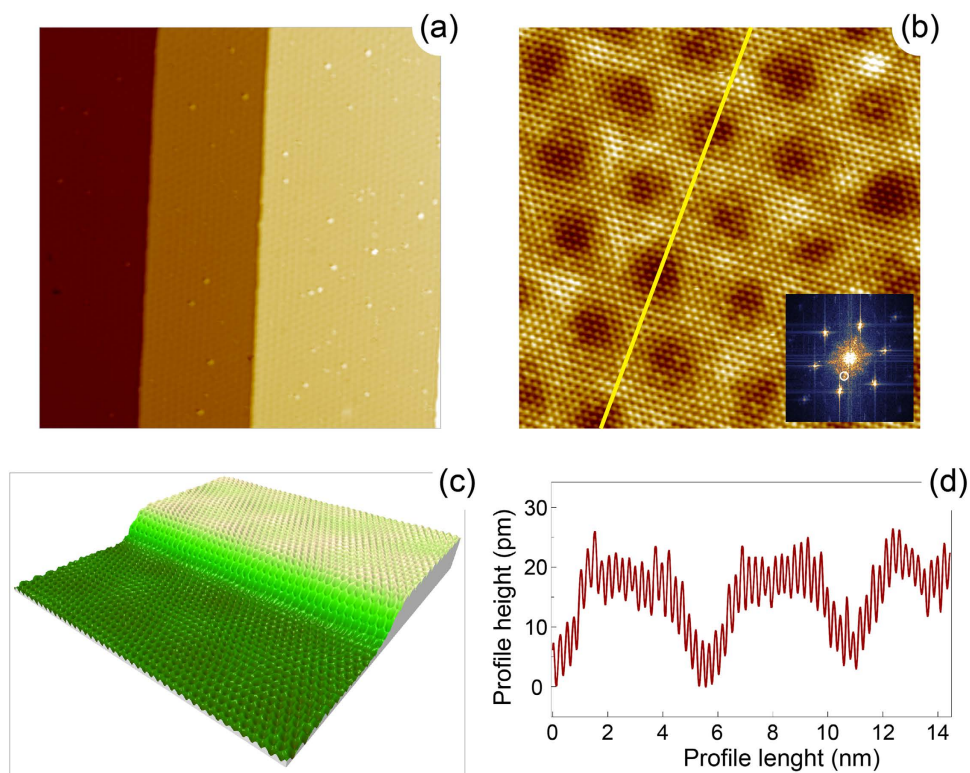 (a)
(b)
(c)
(d)
Profile height (pm)
30
20
10
0
0 2 4 6 8 10 12 14
Profile lenght (nm)